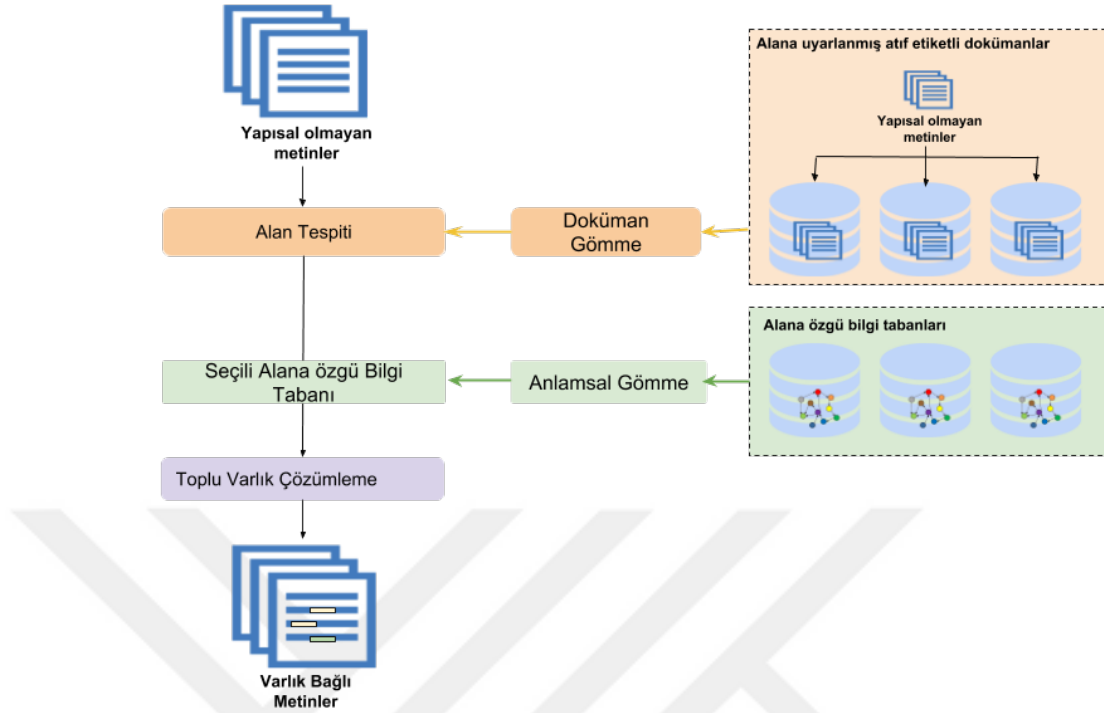 Yapısal olmayan
metinler
Alan Tespiti
Doküman
Gömme
Alana uyarlanmış atıf etiketli dokümanlar
Yapısal olmayan
metinler
Seçili Alana özgü Bilgi
Tabanı
Anlamsal Gömme
Alana özgü bilgi tabanları
Toplu Varlık Çözümleme
Varlık Bağlı
Metinler